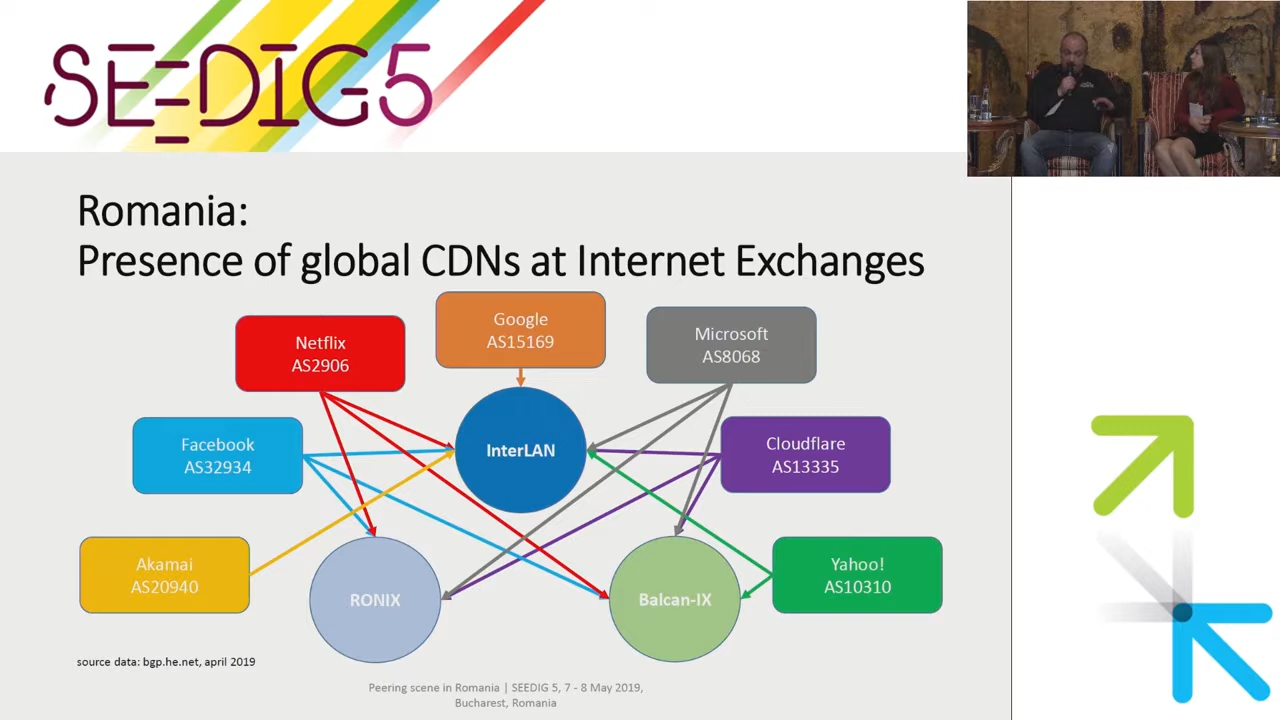 SEEDIG5
Romania:
Presence of global CDNs at Internet Exchanges
Google
AS15169
Netflix
AS2906
Microsoft
AS8068
Facebook
AS32934
InterLAN
Cloudflare
AS13335
Akamai
AS20940
RONIX
Balcan-IX
Yahoo!
AS10310
source data: bgp.he.net, april 2019
Peering scene in Romania | SEEDIG 5, 7 - 8 May 2019,
Bucharest, Romania